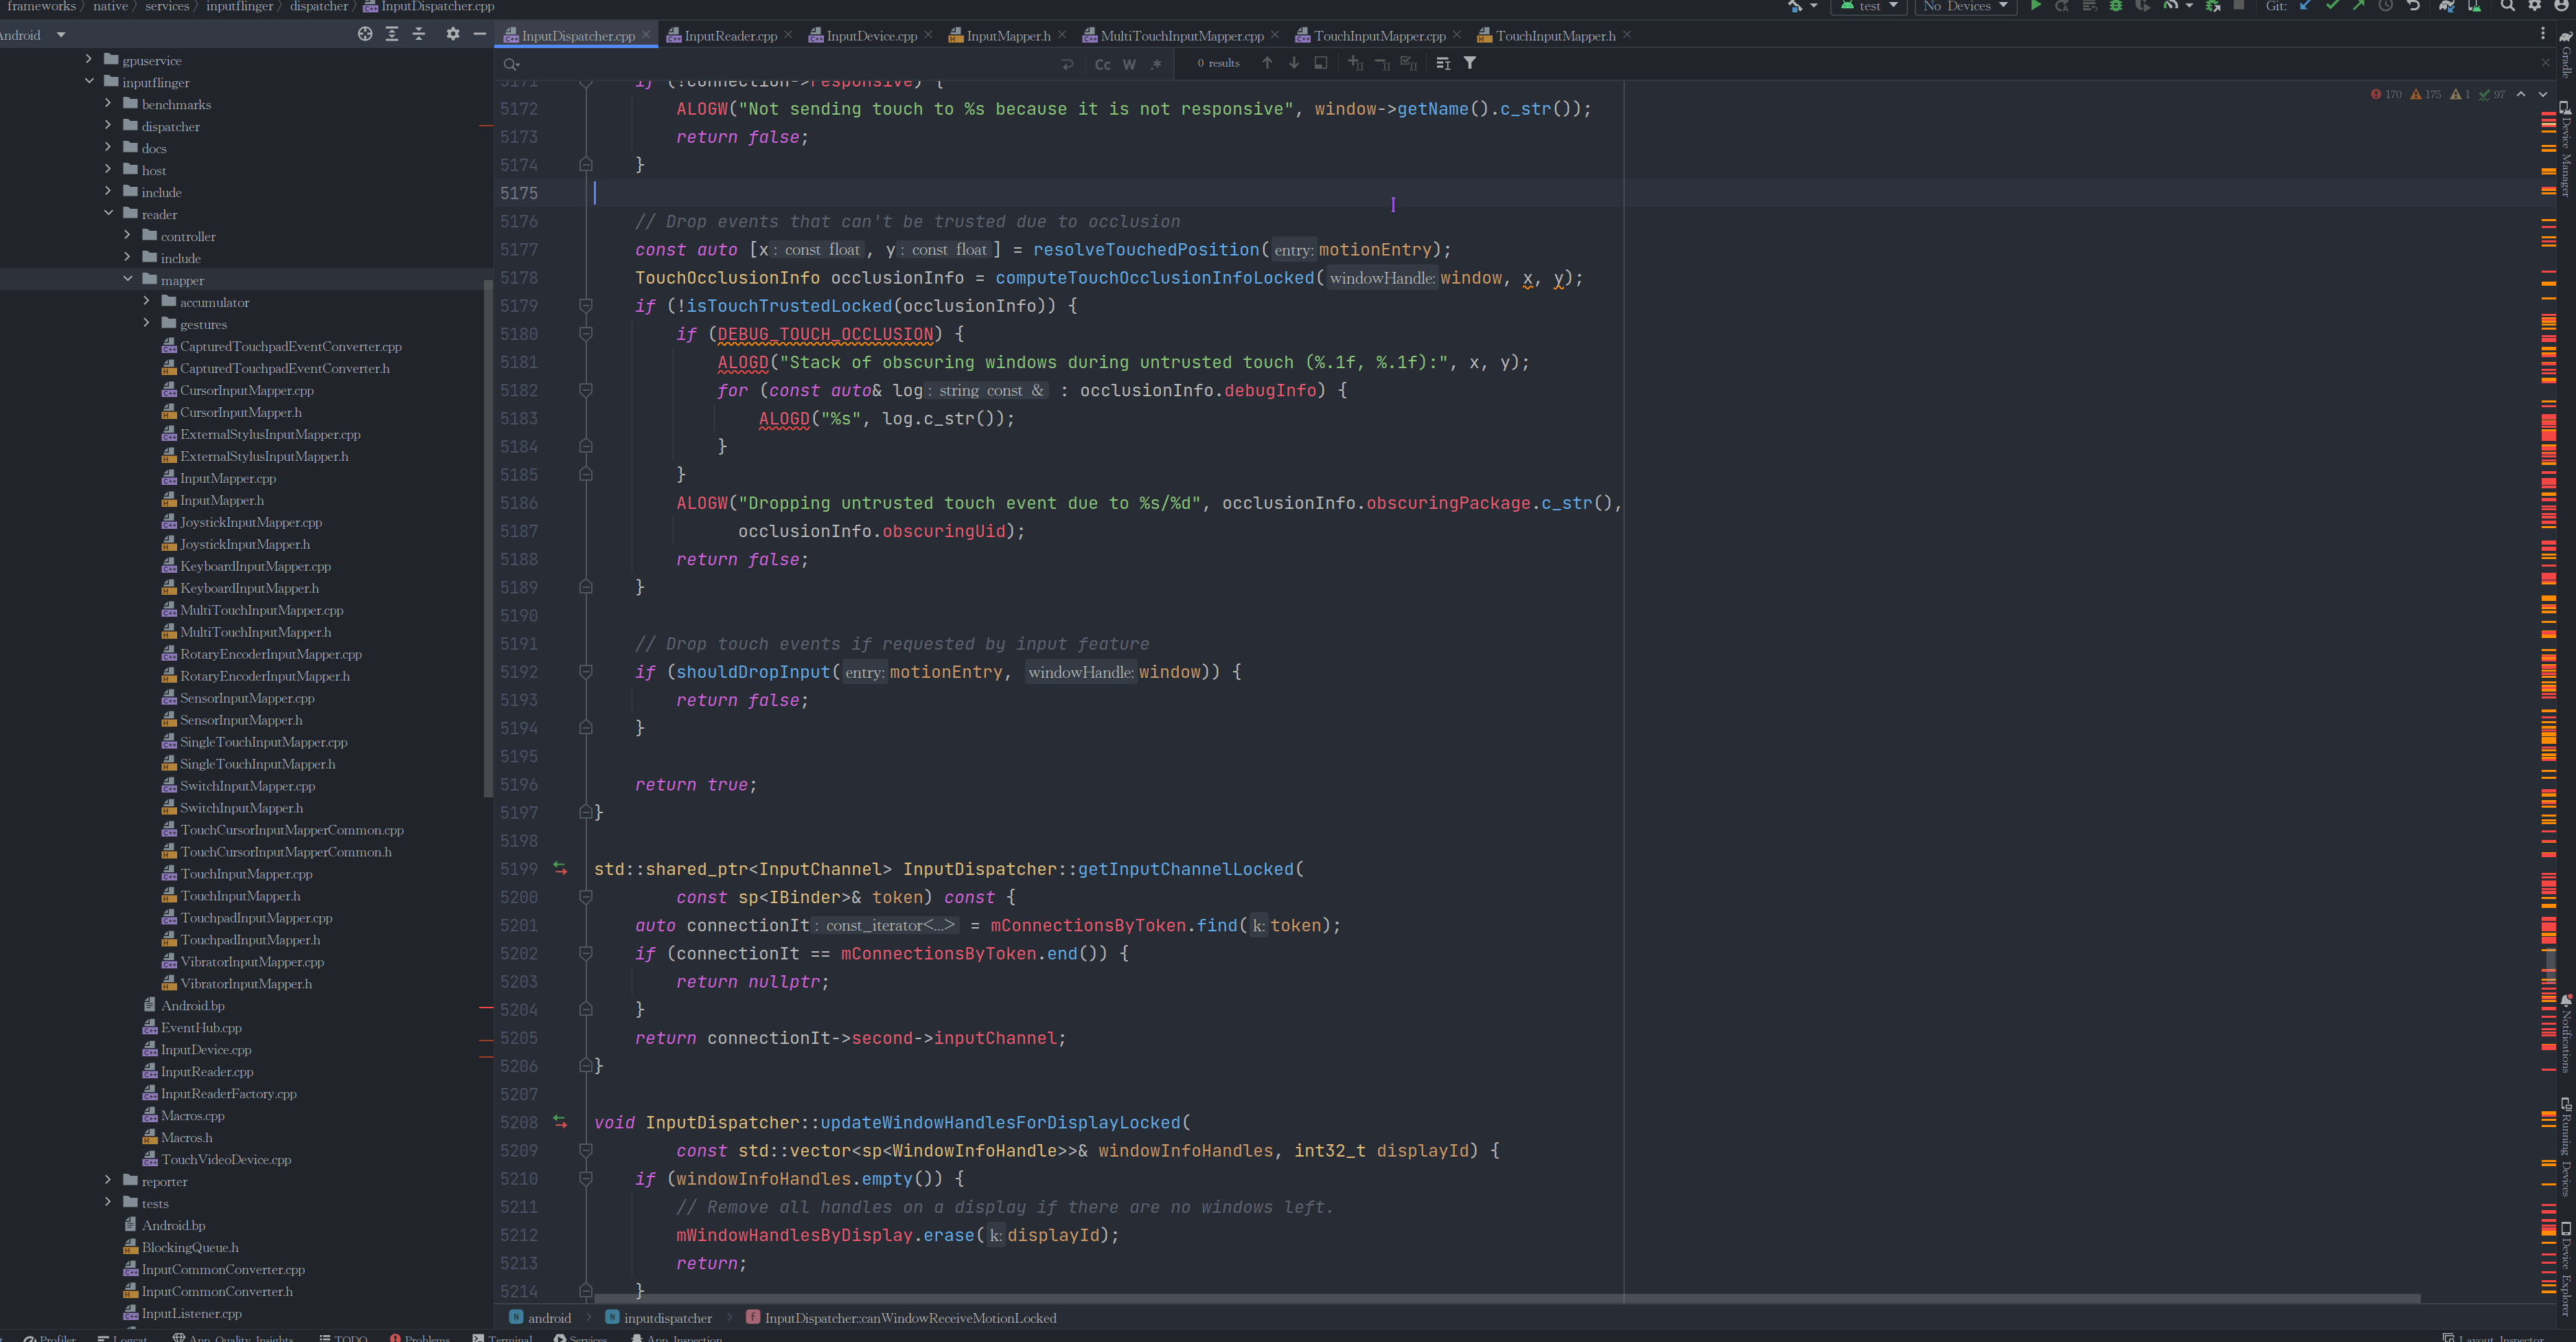 frameworks 〉 native 〉 services 〉 inputflinger 〉 dispatcher 〉 InputDispatcher.cpp
test No Devices Git:
Android
InputDispatcher.cpp InputReader.cpp InputDevice.cpp InputMapper.h MultiTouchInputMapper.cpp TouchInputMapper.cpp TouchInputMapper.h
Cc W .* 0 results
170 175 1 97
gpuservice
inputflinger
benchmarks
dispatcher
docs
host
include
reader
controller
include
mapper
accumulator
gestures
CapturedTouchpadEventConverter.cpp
CapturedTouchpadEventConverter.h
CursorInputMapper.cpp
CursorInputMapper.h
ExternalStylusInputMapper.cpp
ExternalStylusInputMapper.h
InputMapper.cpp
InputMapper.h
JoystickInputMapper.cpp
JoystickInputMapper.h
KeyboardInputMapper.cpp
KeyboardInputMapper.h
MultiTouchInputMapper.cpp
MultiTouchInputMapper.h
RotaryEncoderInputMapper.cpp
RotaryEncoderInputMapper.h
SensorInputMapper.cpp
SensorInputMapper.h
SingleTouchInputMapper.cpp
SingleTouchInputMapper.h
SwitchInputMapper.cpp
SwitchInputMapper.h
TouchCursorInputMapperCommon.cpp
TouchCursorInputMapperCommon.h
TouchInputMapper.cpp
TouchInputMapper.h
TouchpadInputMapper.cpp
TouchpadInputMapper.h
VibratorInputMapper.cpp
VibratorInputMapper.h
Android.bp
EventHub.cpp
InputDevice.cpp
InputReader.cpp
InputReaderFactory.cpp
Macros.cpp
Macros.h
TouchVideoDevice.cpp
reporter
tests
Android.bp
BlockingQueue.h
InputCommonConverter.cpp
InputCommonConverter.h
InputListener.cpp
5171 if (!connection->responsive) {
5172 ALOGW("Not sending touch to %s because it is not responsive", window->getName().c_str());
5173 return false;
5174 }
5175
5176 // Drop events that can't be trusted due to occlusion
5177 const auto [x: const float, y: const float] = resolveTouchedPosition(entry: motionEntry);
5178 TouchOcclusionInfo occlusionInfo = computeTouchOcclusionInfoLocked(windowHandle: window, x, y);
5179 if (!isTouchTrustedLocked(occlusionInfo)) {
5180 if (DEBUG_TOUCH_OCCLUSION) {
5181 ALOGD("Stack of obscuring windows during untrusted touch (%.1f, %.1f):", x, y);
5182 for (const auto& log: string const & : occlusionInfo.debugInfo) {
5183 ALOGD("%s", log.c_str());
5184 }
5185 }
5186 ALOGW("Dropping untrusted touch event due to %s/%d", occlusionInfo.obscuringPackage.c_str(),
5187 occlusionInfo.obscuringUid);
5188 return false;
5189 }
5190
5191 // Drop touch events if requested by input feature
5192 if (shouldDropInput(entry: motionEntry, windowHandle: window)) {
5193 return false;
5194 }
5195
5196 return true;
5197 }
5198
5199 std::shared_ptr<InputChannel> InputDispatcher::getInputChannelLocked(
5200 const sp<IBinder>& token) const {
5201 auto connectionIt: const_iterator<...> = mConnectionsByToken.find(k: token);
5202 if (connectionIt == mConnectionsByToken.end()) {
5203 return nullptr;
5204 }
5205 return connectionIt->second->inputChannel;
5206 }
5207
5208 void InputDispatcher::updateWindowHandlesForDisplayLocked(
5209 const std::vector<sp<WindowInfoHandle>>& windowInfoHandles, int32_t displayId) {
5210 if (windowInfoHandles.empty()) {
5211 // Remove all handles on a display if there are no windows left.
5212 mWindowHandlesByDisplay.erase(k: displayId);
5213 return;
5214 }
android 〉 inputdispatcher 〉 InputDispatcher::canWindowReceiveMotionLocked
Profiler Logcat App Quality Insights TODO Problems Terminal Services App Inspection Layout Inspector
Gradle
Device Manager
Notifications
Running Devices
Device Explorer